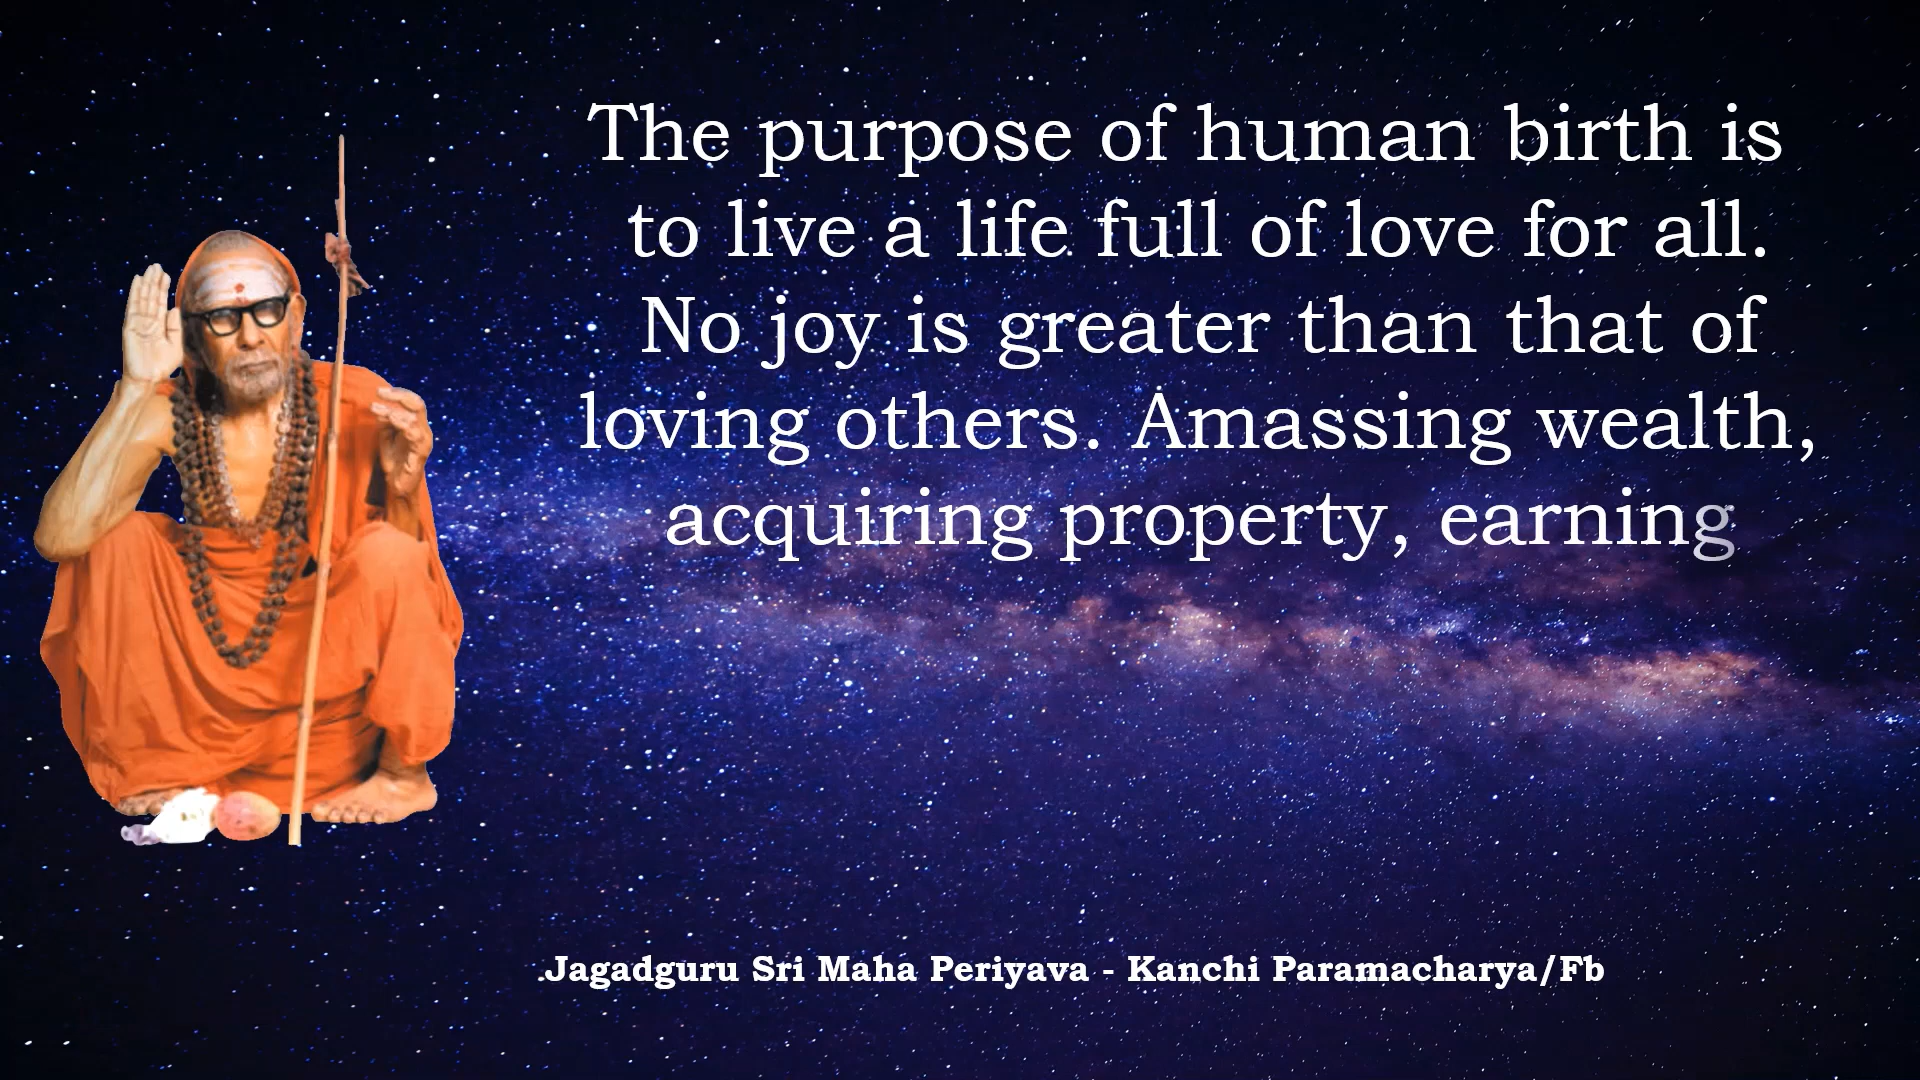 The purpose of human birth is
to live a life full of love for all.
No joy is greater than that of
loving others. Amassing wealth,
acquiring property, earning
.Jagadguru Sri Maha Periyava - Kanchi Paramacharya/Fb